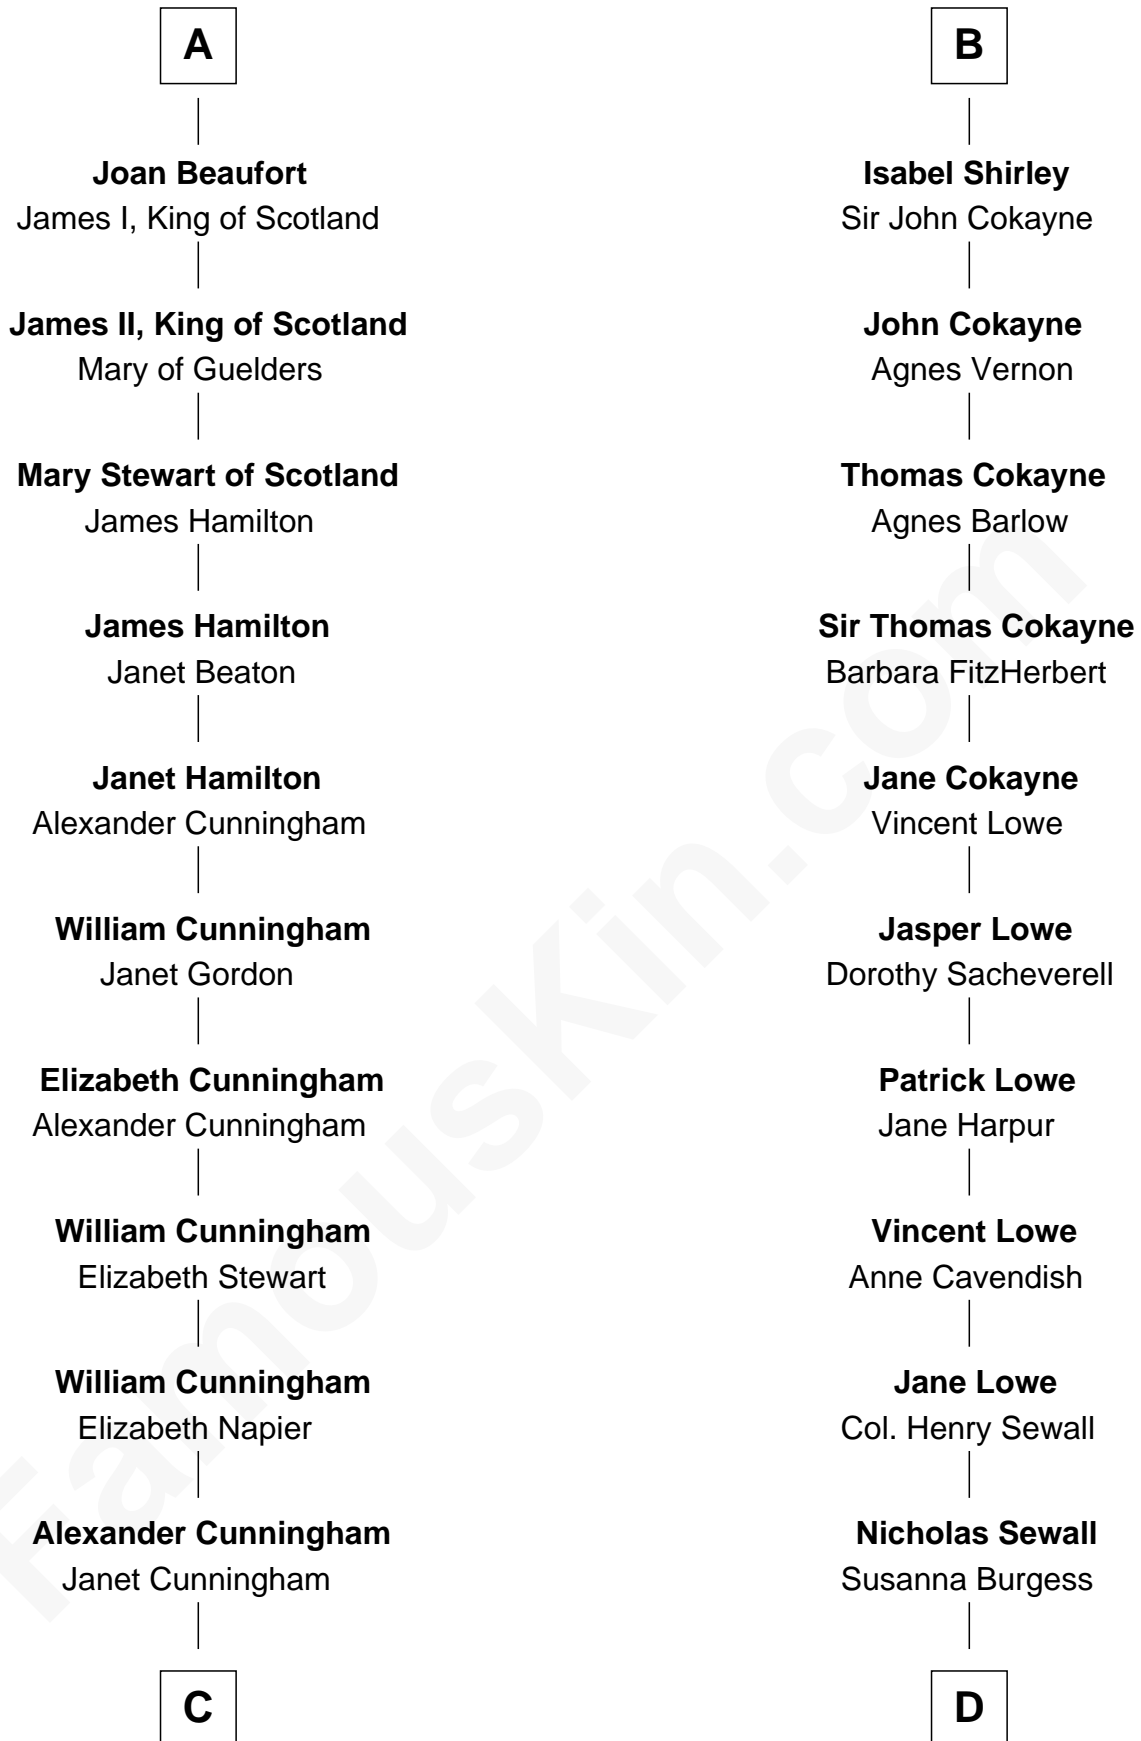 A
Joan Beaufort
James I, King of Scotland
James II, King of Scotland
Mary of Guelders
Mary Stewart of Scotland
James Hamilton
James Hamilton
Janet Beaton
Janet Hamilton
Alexander Cunningham
William Cunningham
Janet Gordon
Elizabeth Cunningham
Alexander Cunningham
William Cunningham
Elizabeth Stewart
William Cunningham
Elizabeth Napier
Alexander Cunningham
Janet Cunningham
C
B
Isabel Shirley
Sir John Cokayne
John Cokayne
Agnes Vernon
Thomas Cokayne
Agnes Barlow
Sir Thomas Cokayne
Barbara FitzHerbert
Jane Cokayne
Vincent Lowe
Jasper Lowe
Dorothy Sacheverell
Patrick Lowe
Jane Harpur
Vincent Lowe
Anne Cavendish
Jane Lowe
Col. Henry Sewall
Nicholas Sewall
Susanna Burgess
D
FamousKin.com